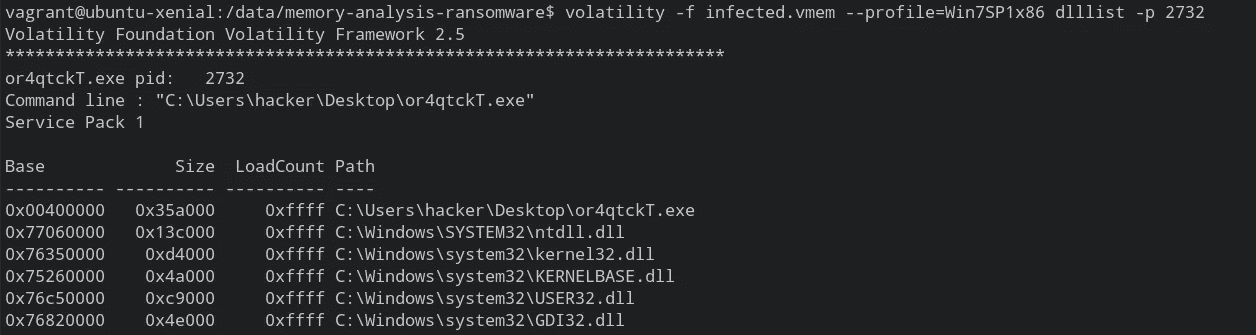 vagrant@ubuntu-xenial:/data/memory-analysis-ransomware$ volatility -f infected.vmem --profile=Win7SP1x86 dlllist -p 2732
Volatility Foundation Volatility Framework 2.5
************************************************************************
or4qtckT.exe pid:   2732
Command line : "C:\Users\hacker\Desktop\or4qtckT.exe"
Service Pack 1

Base             Size  LoadCount Path
---------- ---------- ---------- ----
0x00400000   0x35a000     0xffff C:\Users\hacker\Desktop\or4qtckT.exe
0x77060000   0x13c000     0xffff C:\Windows\SYSTEM32\ntdll.dll
0x76350000    0xd4000     0xffff C:\Windows\system32\kernel32.dll
0x75260000    0x4a000     0xffff C:\Windows\system32\KERNELBASE.dll
0x76c50000    0xc9000     0xffff C:\Windows\system32\USER32.dll
0x76820000    0x4e000     0xffff C:\Windows\system32\GDI32.dll